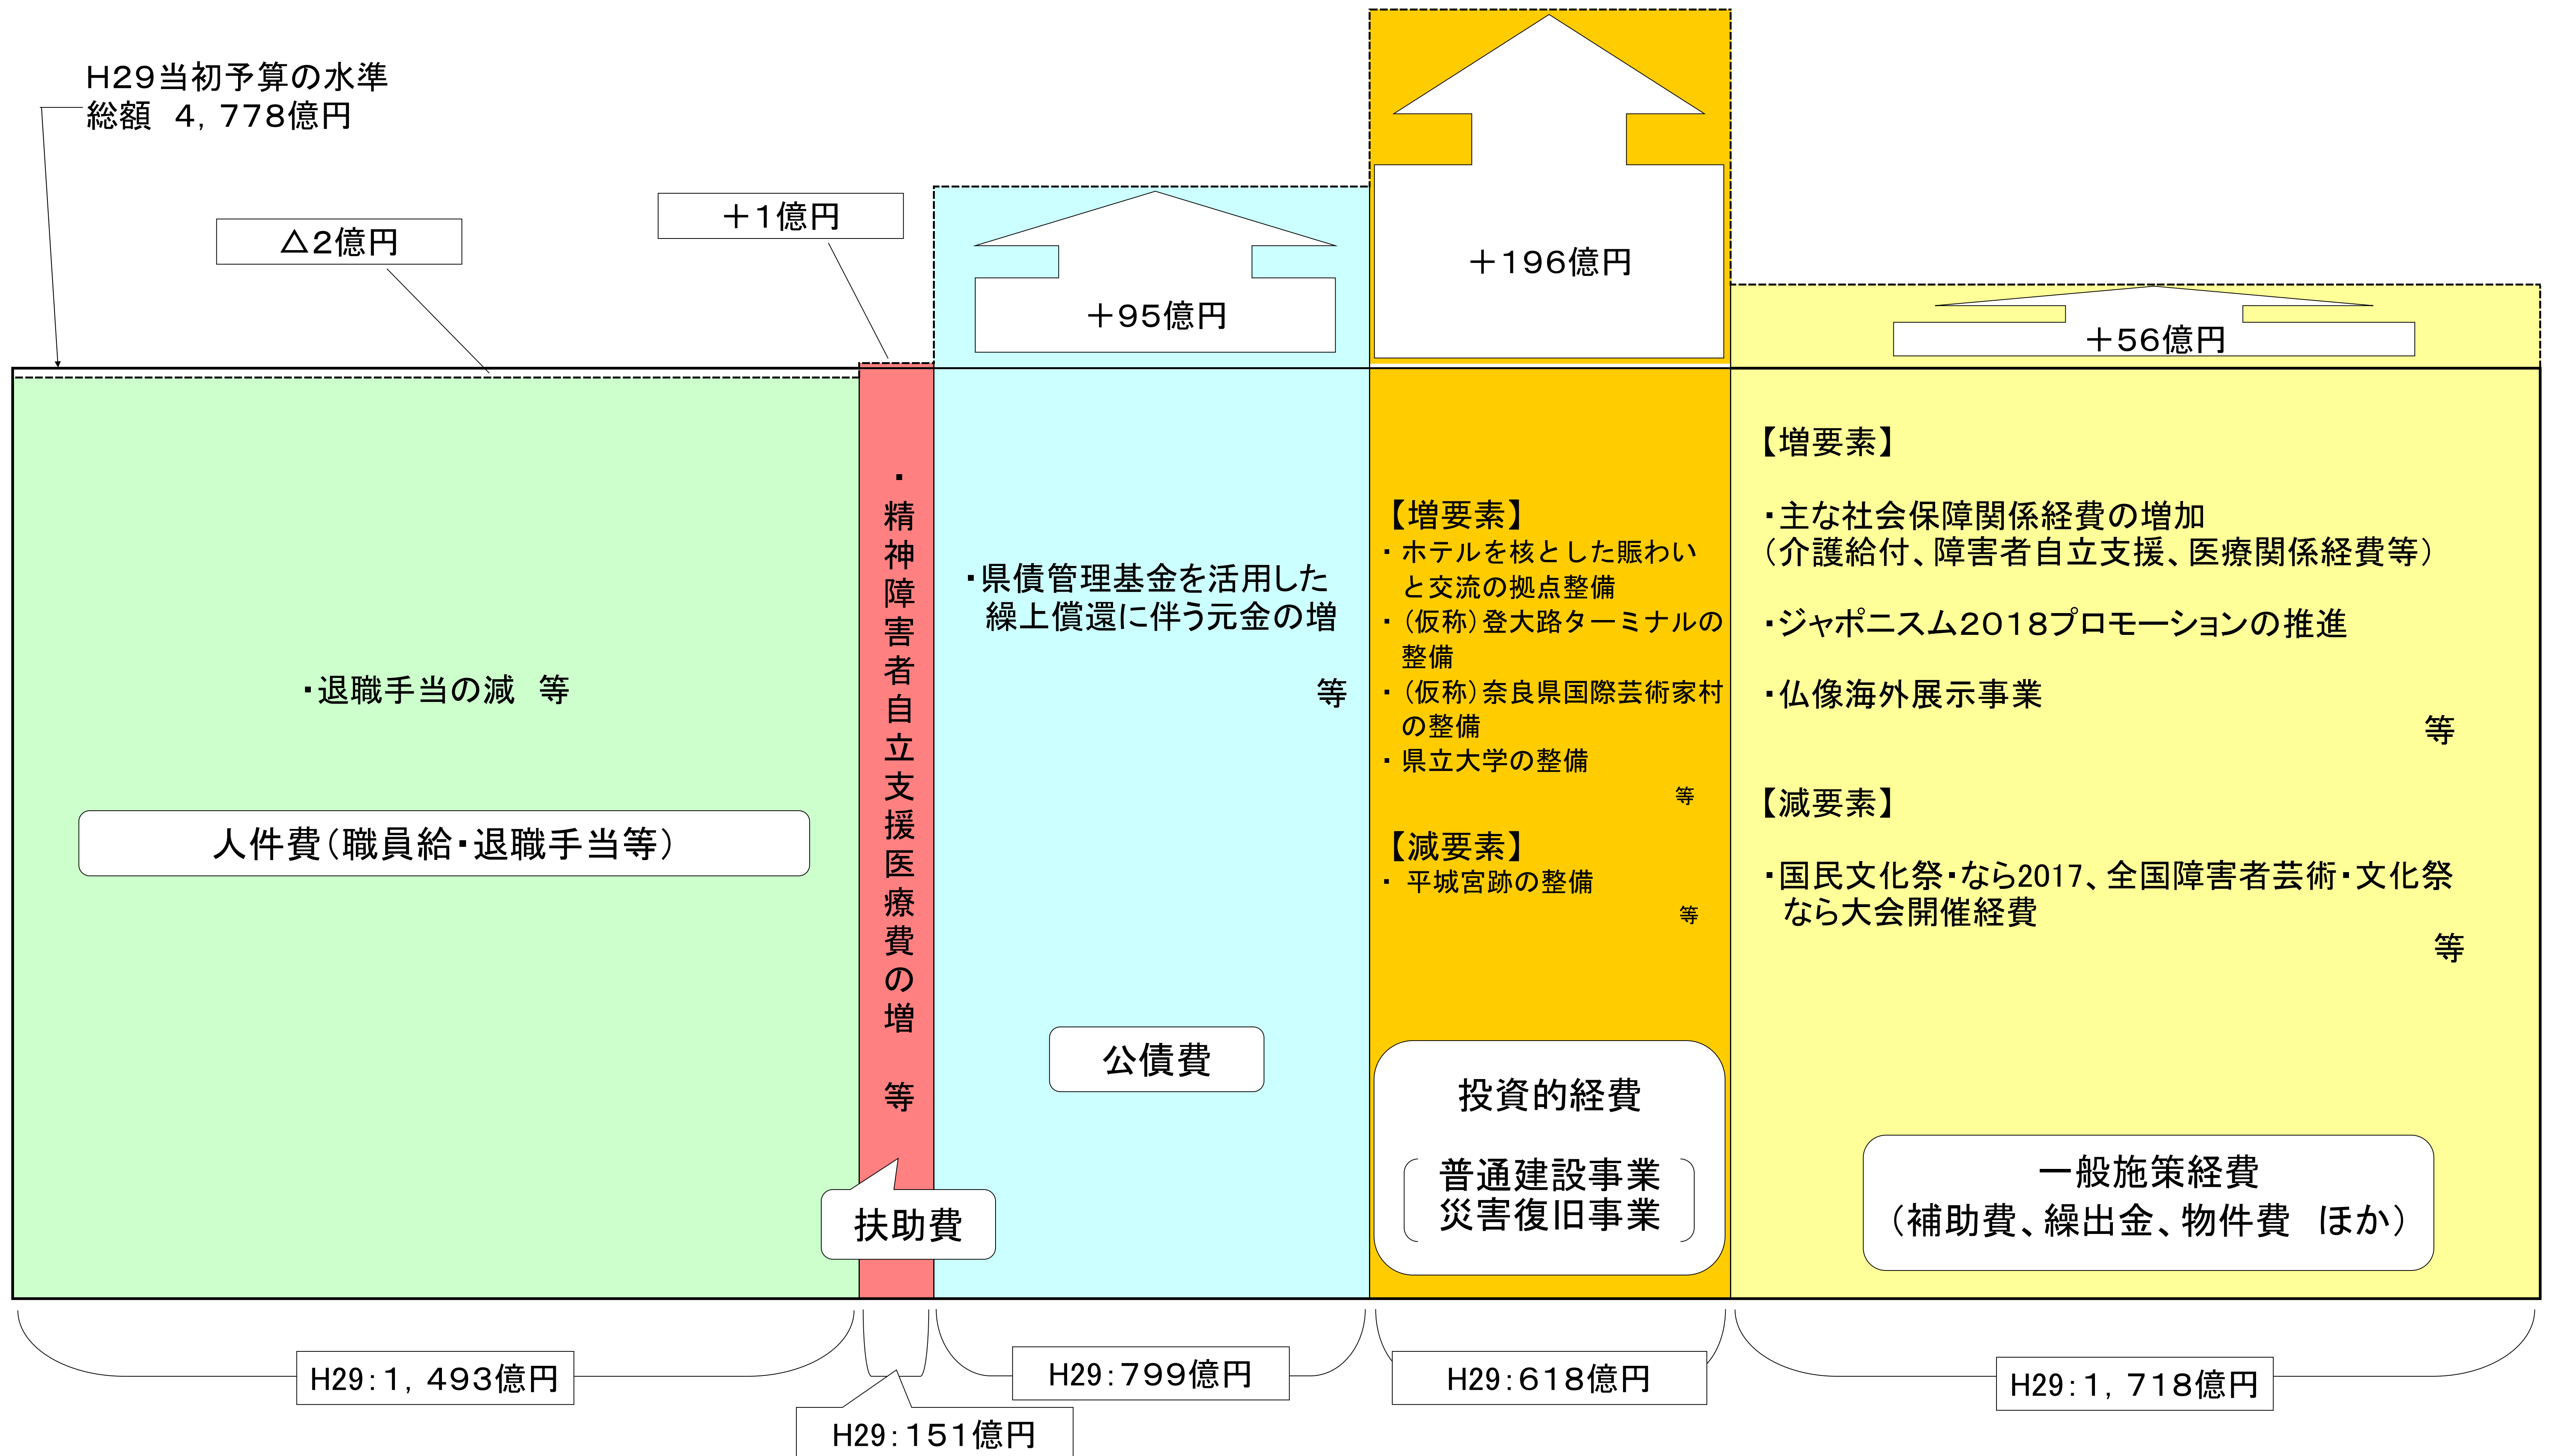 H29当初予算の水準
総額　4，778億円
△2億円
＋1億円
＋95億円
＋196億円
＋56億円
・退職手当の減　等
人件費（職員給・退職手当等）
・精神障害者自立支援医療費の増　等
扶助費
・県債管理基金を活用した
繰上償還に伴う元金の増
等
公債費
【増要素】
・ホテルを核とした賑わい
と交流の拠点整備
・（仮称）登大路ターミナルの
整備
・（仮称）奈良県国際芸術家村
の整備
・県立大学の整備
等
【減要素】
・平城宮跡の整備
等
投資的経費
普通建設事業
災害復旧事業
【増要素】
・主な社会保障関係経費の増加
（介護給付、障害者自立支援、医療関係経費等）
・ジャポニスム2018プロモーションの推進
・仏像海外展示事業
等
【減要素】
・国民文化祭・なら2017、全国障害者芸術・文化祭
なら大会開催経費
等
一般施策経費
（補助費、繰出金、物件費　ほか）
H29：1，493億円
H29：151億円
H29：799億円
H29：618億円
H29：1，718億円